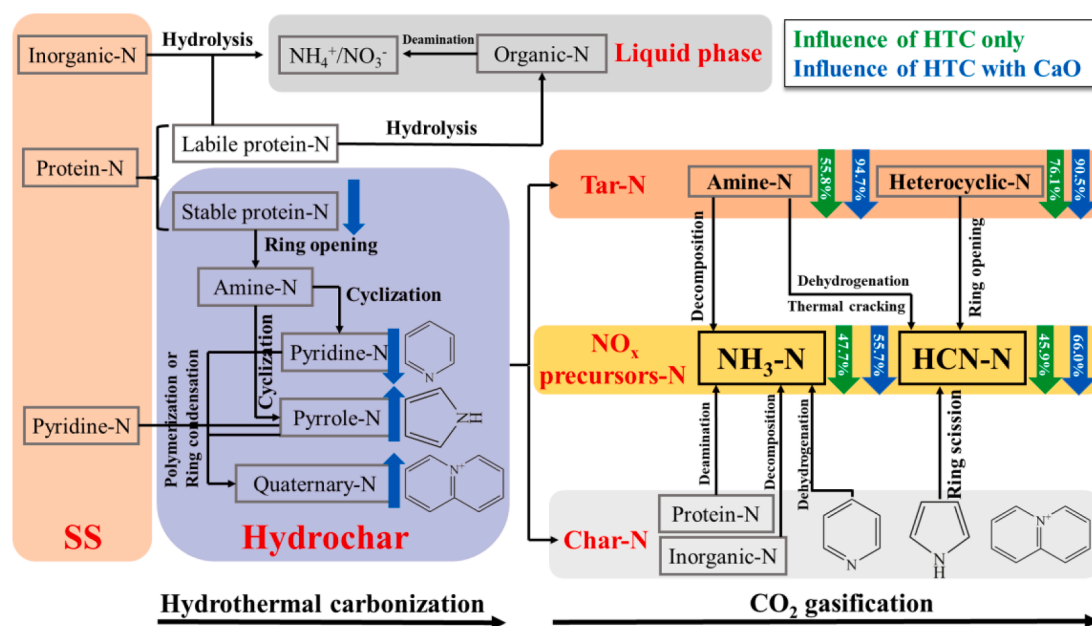 Inorganic-N
Hydrolysis
NH₄⁺/NO₃⁻
Deamination
Organic-N
Liquid phase
Influence of HTC only
Influence of HTC with CaO
Labile protein-N
Hydrolysis
Protein-N
Stable protein-N
Ring opening
Amine-N
Cyclization
Cyclization
Pyridine-N
N
Polymerization or
Ring condensation
Pyrrole-N
NH
Pyridine-N
Quaternary-N
N⁺
SS
Hydrochar
Tar-N
Amine-N
55.8%
94.7%
Heterocyclic-N
76.1%
90.5%
Decomposition
Dehydrogenation
Thermal cracking
Ring opening
NOₓ
precursors-N
NH₃-N
47.7%
55.7%
HCN-N
45.9%
66.0%
Deamination
Decomposition
Dehydrogenation
Ring scission
Char-N
Protein-N
Inorganic-N
N
N
H
N⁺
Hydrothermal carbonization
CO₂ gasification